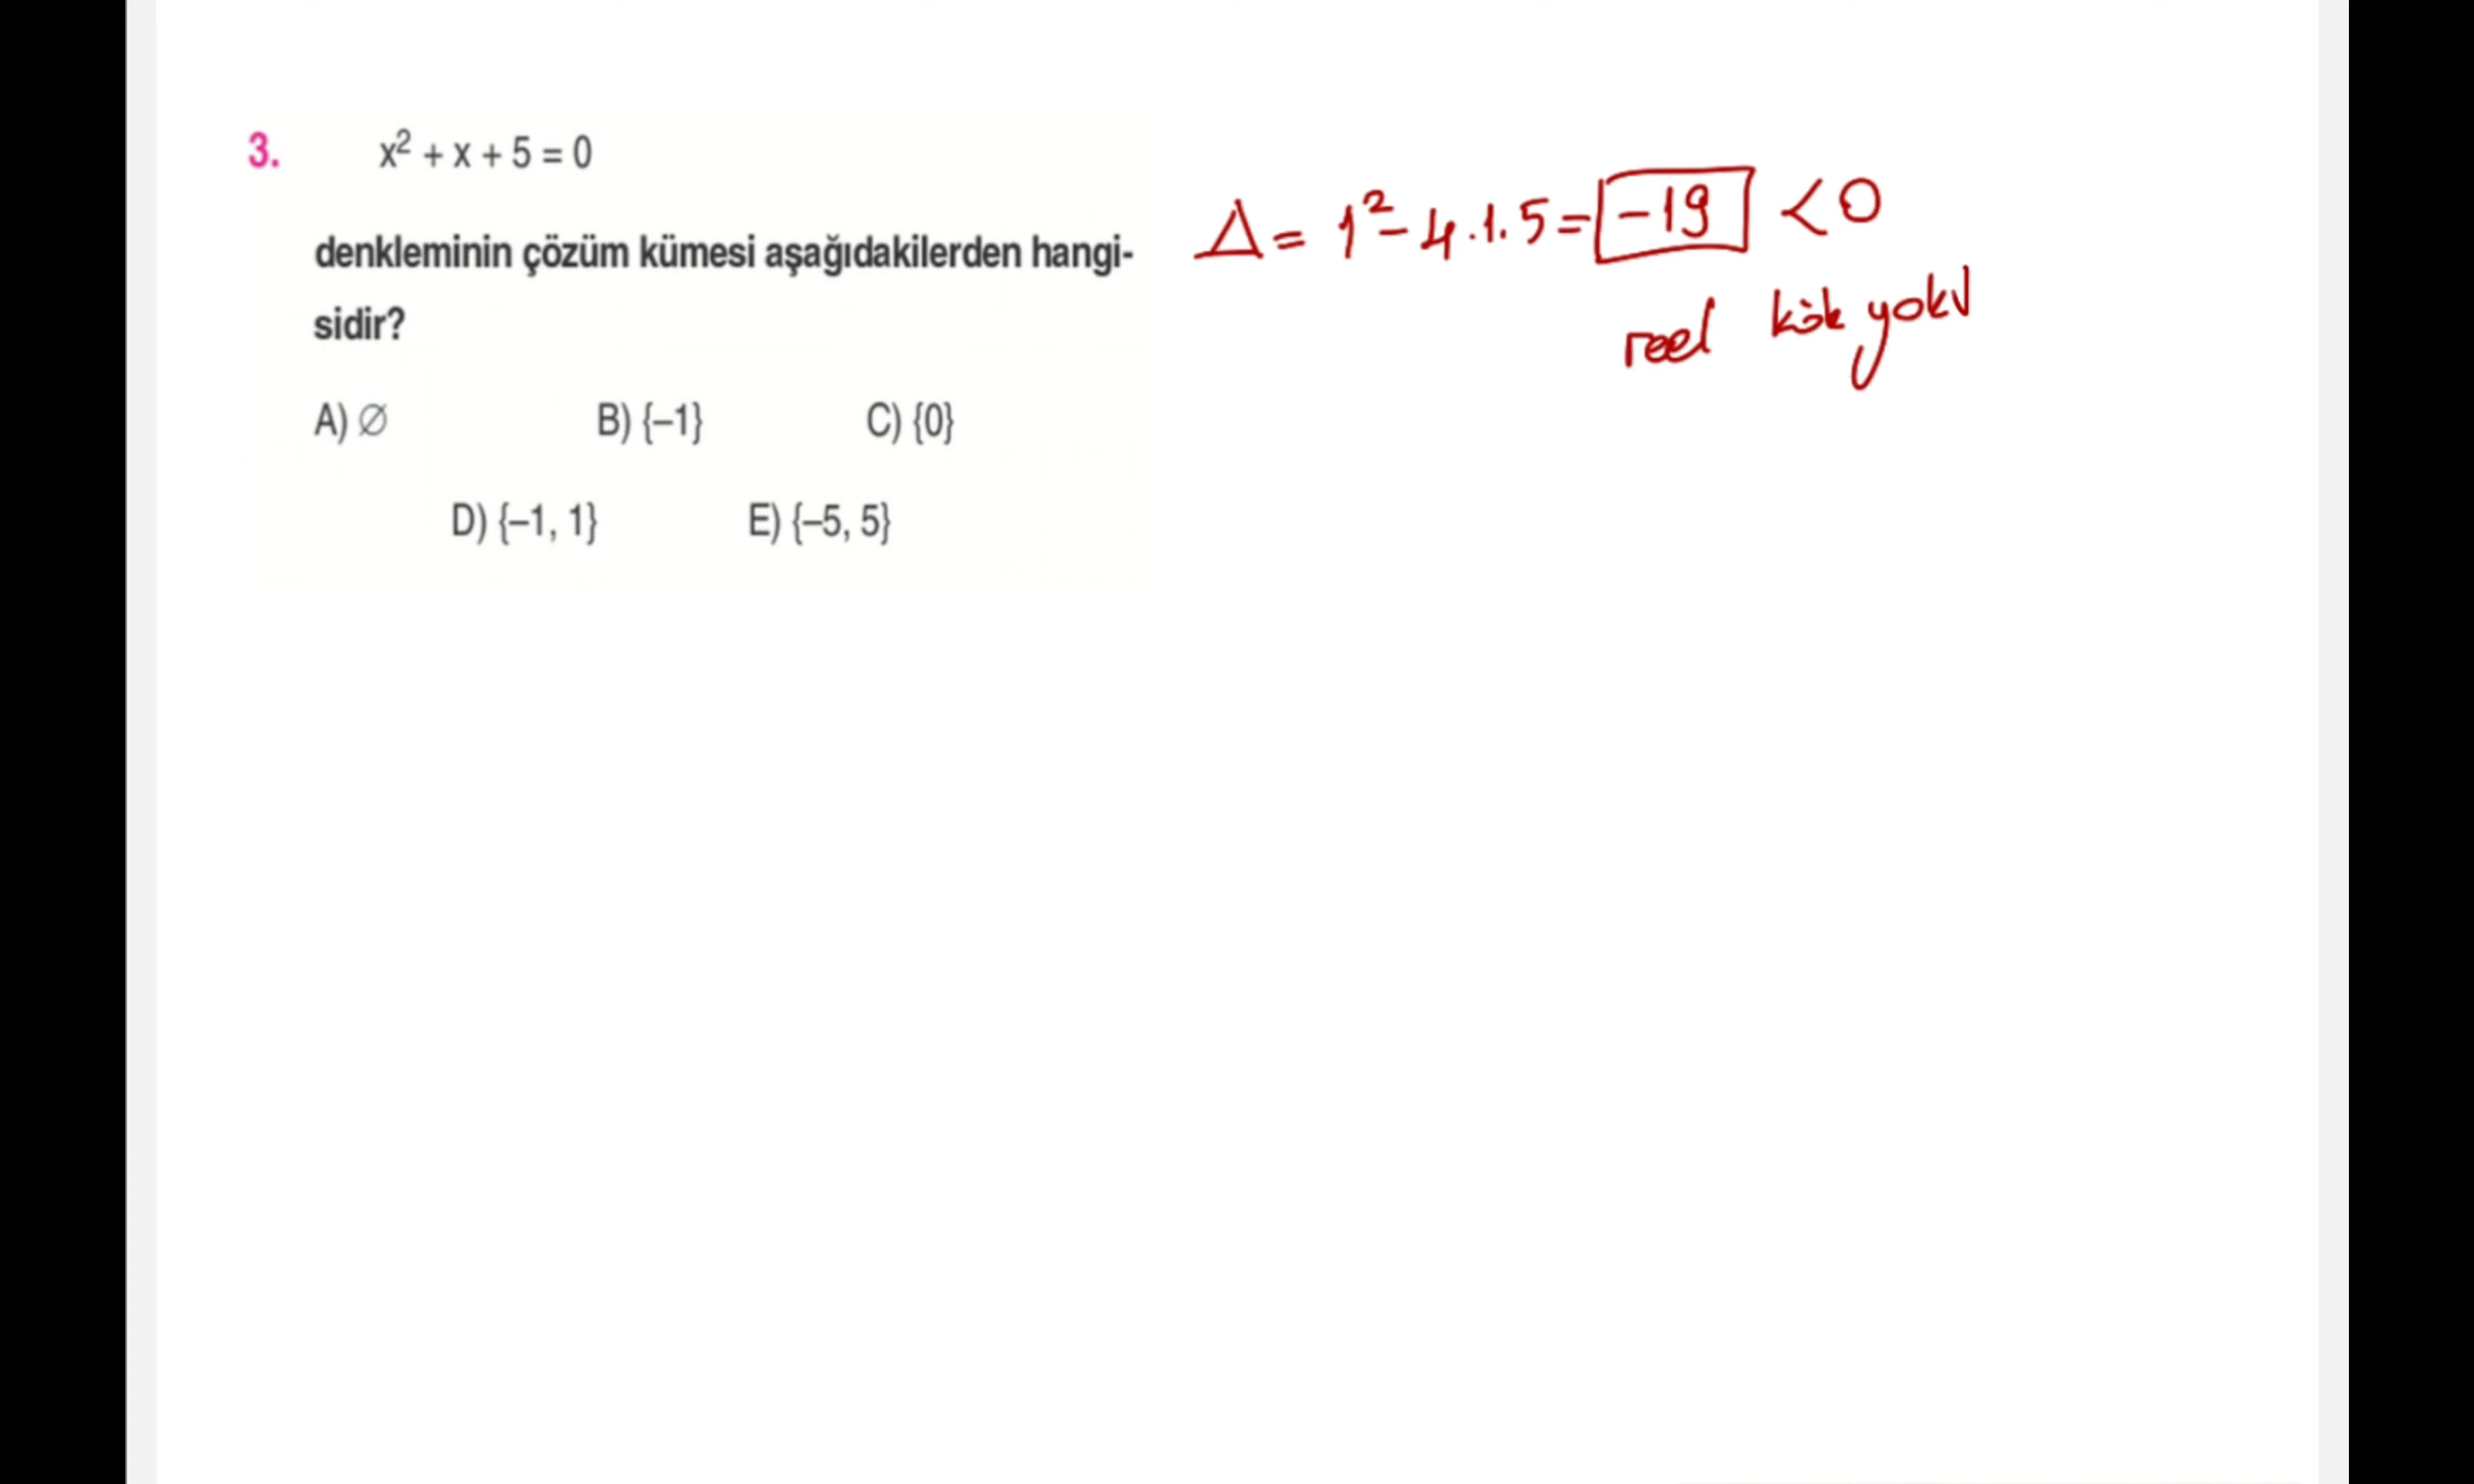 3. x² + x + 5 = 0
denkleminin çözüm kümesi aşağıdakilerden hangi-
sidir?
A) ∅ B) {–1} C) {0}
D) {–1, 1} E) {–5, 5}
Δ = 1² - 4.1.5 = -19 < 0
reel kök yok